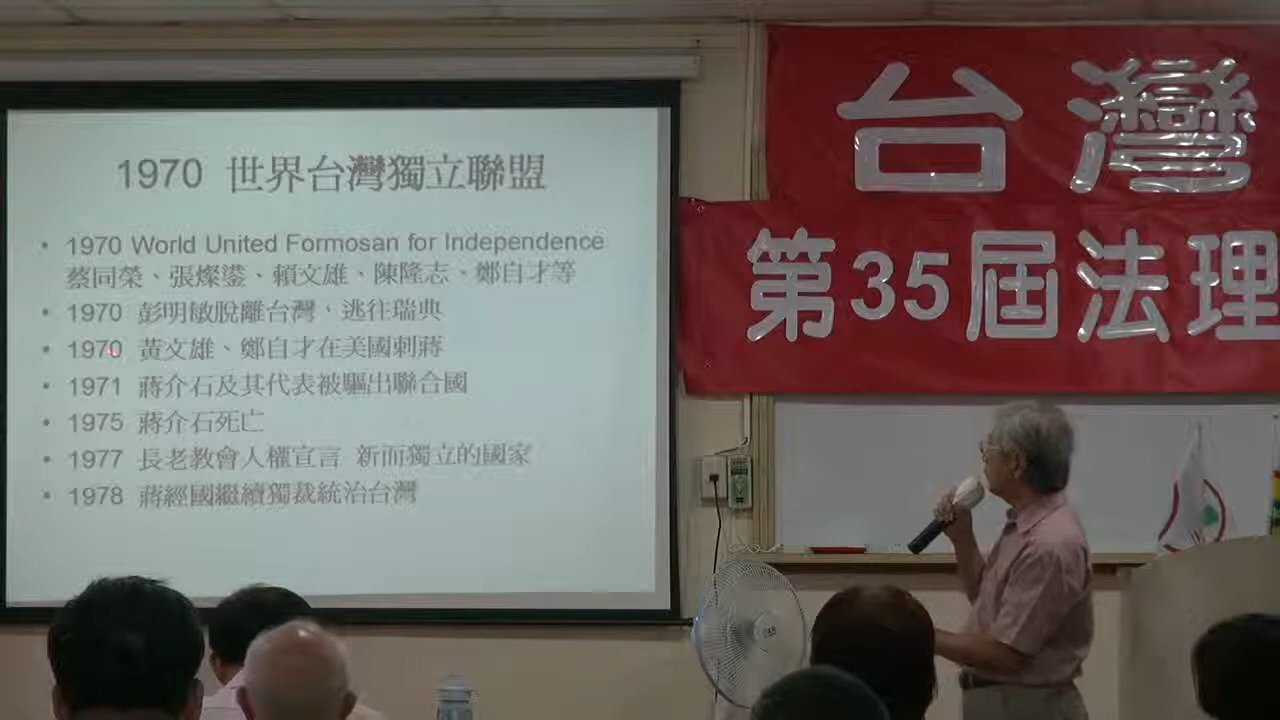 1970 世界台灣獨立聯盟
• 1970 World United Formosan for Independence
蔡同榮、張燦鍙、賴文雄、陳隆志、鄭自才等
• 1970 彭明敏脫離台灣，逃往瑞典
• 1970 黃文雄、鄭自才在美國刺蔣
• 1971 蔣介石及其代表被驅出聯合國
• 1975 蔣介石死亡
• 1977 長老教會人權宣言 新而獨立的國家
• 1978 蔣經國繼續獨裁統治台灣
台灣
第35屆法理